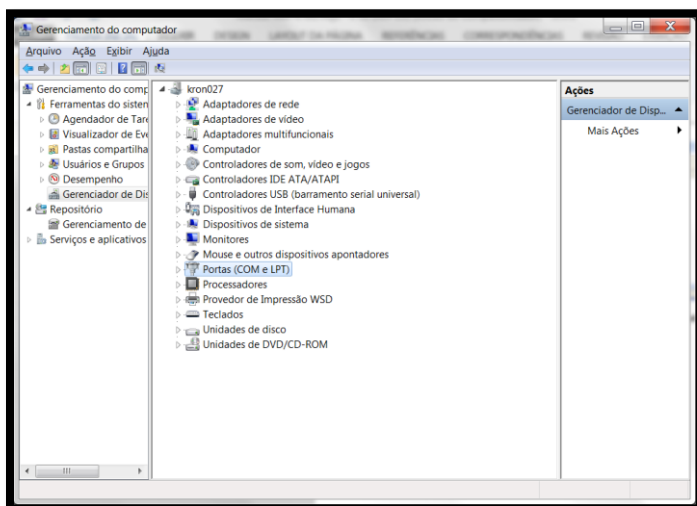 Gerenciamento do computador
Arquivo Ação Exibir Ajuda
Gerenciamento do comp
Ferramentas do sisten
Agendador de Tare
Visualizador de Eve
Pastas compartilha
Usuários e Grupos
Desempenho
Gerenciador de Dis
Repositório
Gerenciamento de
Serviços e aplicativos
kron027
Adaptadores de rede
Adaptadores de vídeo
Adaptadores multifuncionais
Computador
Controladores de som, vídeo e jogos
Controladores IDE ATA/ATAPI
Controladores USB (barramento serial universal)
Dispositivos de Interface Humana
Dispositivos de sistema
Monitores
Mouse e outros dispositivos apontadores
Portas (COM e LPT)
Processadores
Provedor de Impressão WSD
Teclados
Unidades de disco
Unidades de DVD/CD-ROM
Ações
Gerenciador de Disp...
Mais Ações